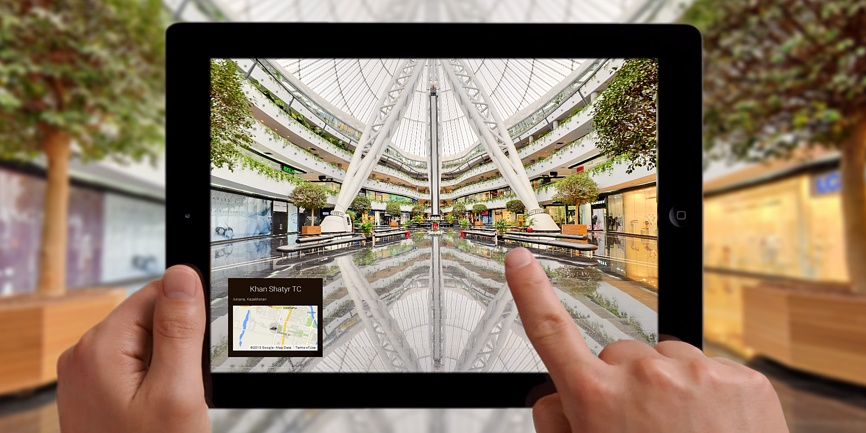 Khan Shatyr TC
Astana, Kazakhstan
©2013 Google - Map Data
Terms of Use